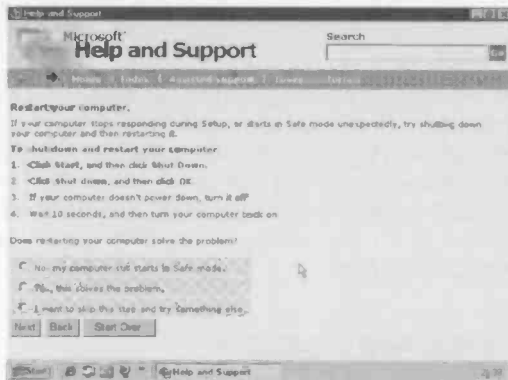 Help and Support
Microsoft
Help and Support
Search
Go
Home Index Assisted Support Tours
Restart your computer.
If your computer stops responding during Setup, or starts in Safe mode unexpectedly, try shutting down
your computer and then restarting it.
To shut down and restart your computer
1. Click Start, and then click Shut Down.
2. Click Shut down, and then click OK.
3. If your computer doesn't power down, turn it off
4. Wait 10 seconds, and then turn your computer back on
Does restarting your computer solve the problem?
No, my computer still starts in Safe mode.
Yes, this solves the problem.
I want to skip this step and try something else.
Next Back Start Over
Start Help and Support